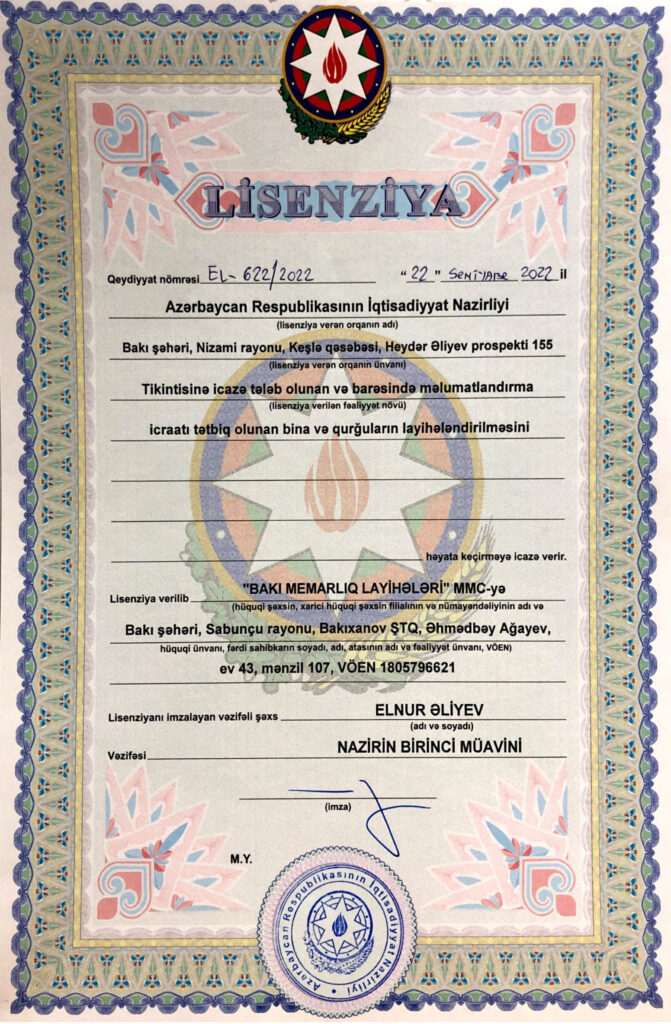 LİSENZİYA
Qeydiyyat nömrəsi EL-622/2022 "22" sentyabr 2022 il
Azərbaycan Respublikasının İqtisadiyyat Nazirliyi
(lisenziya verən orqanın adı)
Bakı şəhəri, Nizami rayonu, Keşlə qəsəbəsi, Heydər Əliyev prospekti 155
(lisenziya verən orqanın ünvanı)
Tikintisinə icazə tələb olunan və barəsində məlumatlandırma
(lisenziya verilən fəaliyyət növü)
icraatı tətbiq olunan bina və qurğuların layihələndirilməsini
həyata keçirməyə icazə verir.
Lisenziya verilib "BAKI MEMARLIQ LAYİHƏLƏRİ" MMC-yə
(hüquqi şəxsin, xarici hüquqi şəxsin filialının və nümayəndəliyinin adı və
Bakı şəhəri, Sabunçu rayonu, Bakıxanov ŞTQ, Əhmədbəy Ağayev,
hüquqi ünvanı, fərdi sahibkarın soyadı, adı, atasının adı və fəaliyyət ünvanı, VÖEN)
ev 43, mənzil 107, VÖEN 1805796621
Lisenziyanı imzalayan vəzifəli şəxs ELNUR ƏLİYEV
(adı və soyadı)
Vəzifəsi NAZİRİN BİRİNCİ MÜAVİNİ
(imza)
M.Y.
Azərbaycan Respublikasının İqtisadiyyat Nazirliyi